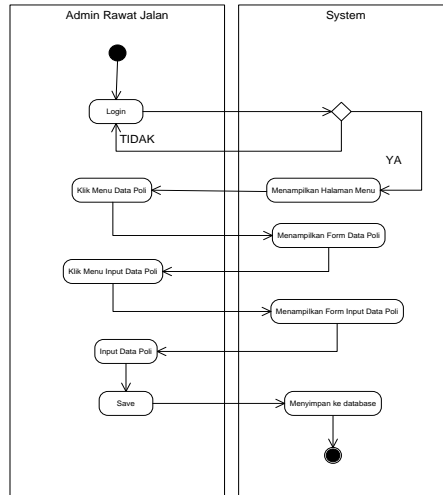 Admin Rawat Jalan
System
Login
TIDAK
YA
Klik Menu Data Poli
Menampilkan Halaman Menu
Menampilkan Form Data Poli
Klik Menu Input Data Poli
Menampilkan Form Input Data Poli
Input Data Poli
Save
Menyimpan ke database